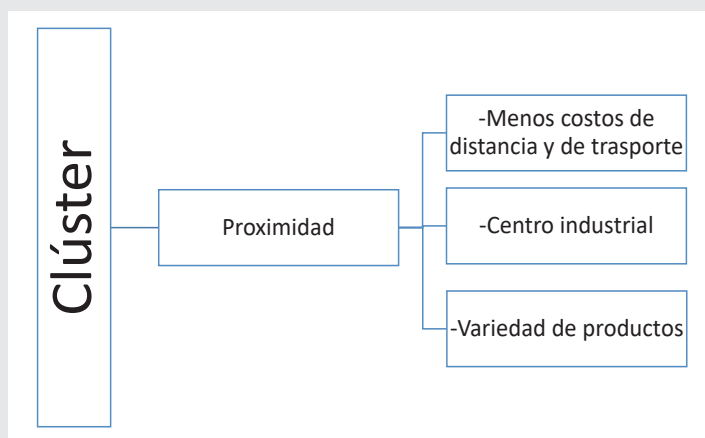 Clúster
Proximidad
-Menos costos de
distancia y de trasporte
-Centro industrial
-Variedad de productos